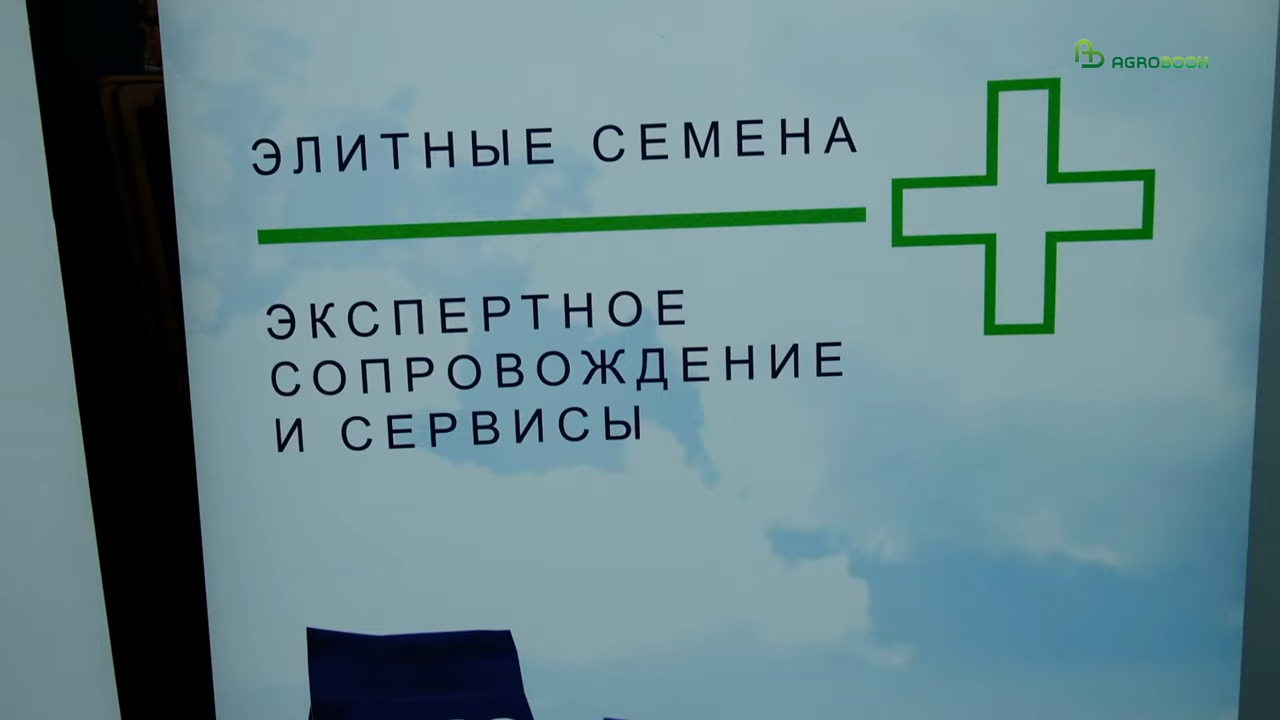 AGROBOOK
ЭЛИТНЫЕ СЕМЕНА
ЭКСПЕРТНОЕ
СОПРОВОЖДЕНИЕ
И СЕРВИСЫ